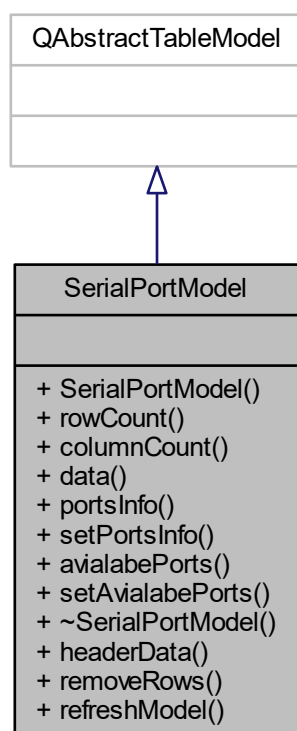 QAbstractTableModel
SerialPortModel
+ SerialPortModel()
+ rowCount()
+ columnCount()
+ data()
+ portsInfo()
+ setPortsInfo()
+ avialabePorts()
+ setAvialabePorts()
+ ~SerialPortModel()
+ headerData()
+ removeRows()
+ refreshModel()